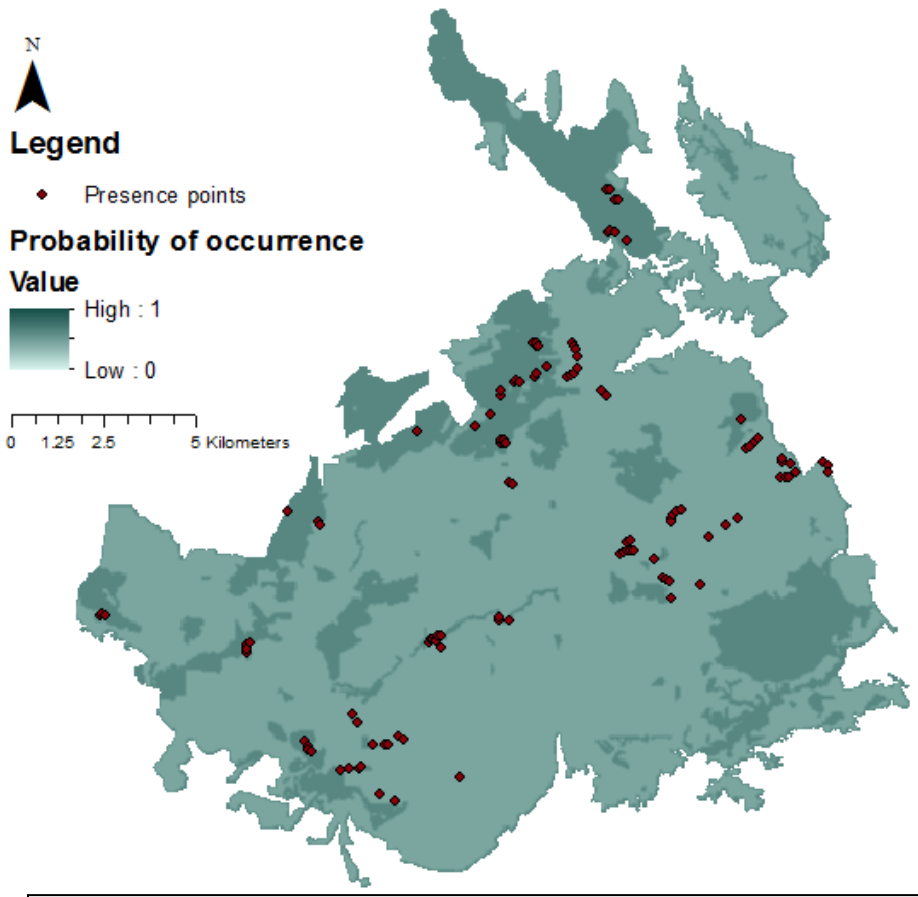 N
Legend
Presence points
Probability of occurrence
Value
High : 1
Low : 0
0 1.25 2.5 5 Kilometers